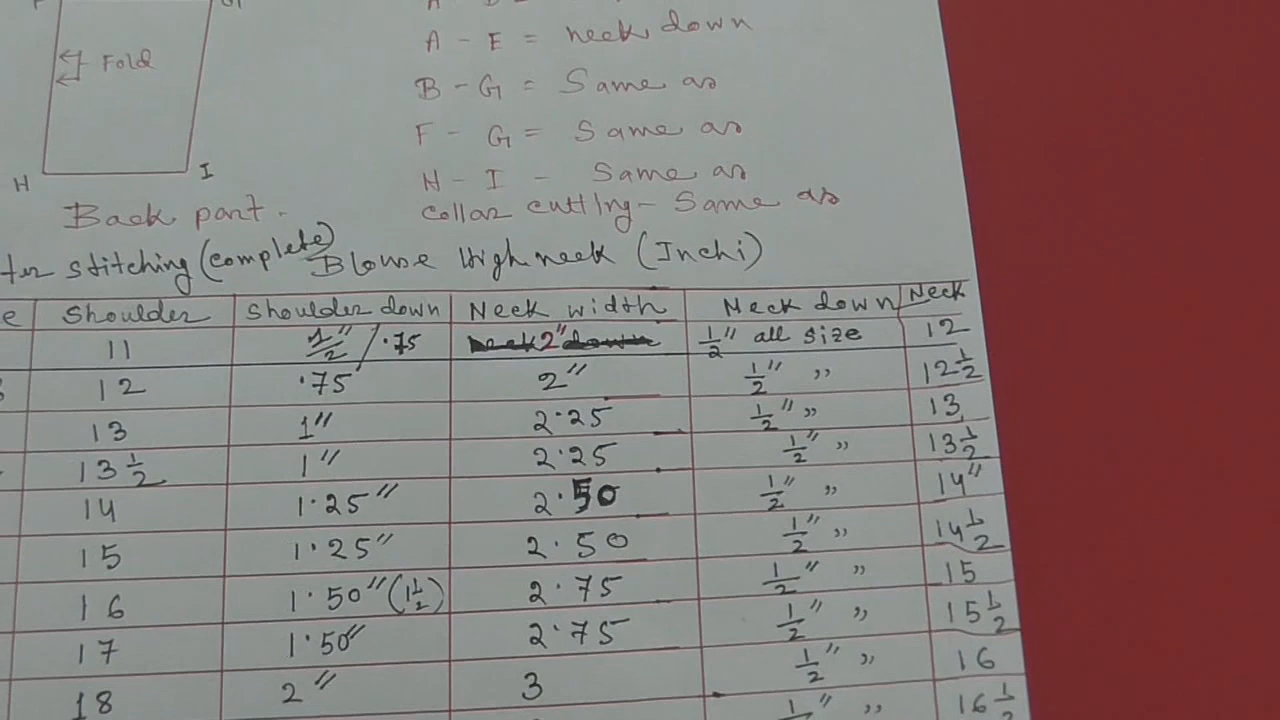 Fold
A - E = neck down
B - G = Same as
F - G = Same as
H - I - Same as
H I
Back part -
Collar cutting - Same as
stitching (complete) Blouse High neck (Inchi)
Shoulder Shoulder down Neck width Neck down Neck
11 1/2" / .75 2" 1/2" all size 12
12 .75 2" 1/2" ,, 12 1/2
13 1" 2.25 1/2" ,, 13
13 1/2 1" 2.25 1/2" ,, 13 1/2
14 1.25" 2.50 1/2" ,, 14"
15 1.25" 2.50 1/2" ,, 14 1/2
16 1.50" (1 1/2) 2.75 1/2" ,, 15
17 1.50" 2.75 1/2" ,, 15 1/2
18 2" 3 1/2" ,, 16
1/2" ,, 16 1/2